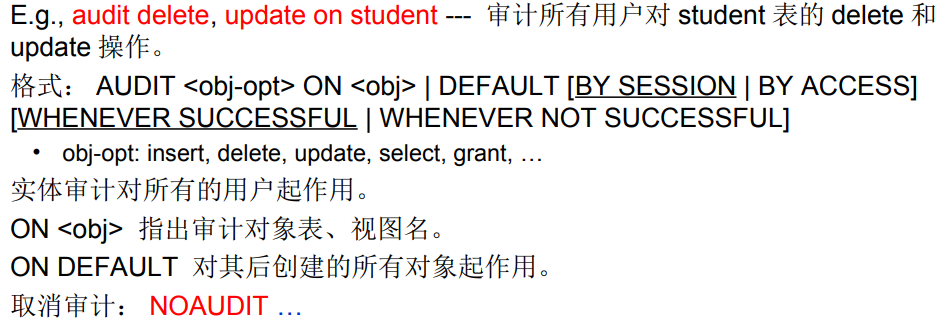 E.g., audit delete, update on student --- 审计所有用户对 student 表的 delete 和
update 操作。
格式： AUDIT <obj-opt> ON <obj> | DEFAULT [BY SESSION | BY ACCESS]
[WHENEVER SUCCESSFUL | WHENEVER NOT SUCCESSFUL]
• obj-opt: insert, delete, update, select, grant, …
实体审计对所有的用户起作用。
ON <obj> 指出审计对象表、视图名。
ON DEFAULT 对其后创建的所有对象起作用。
取消审计： NOAUDIT …